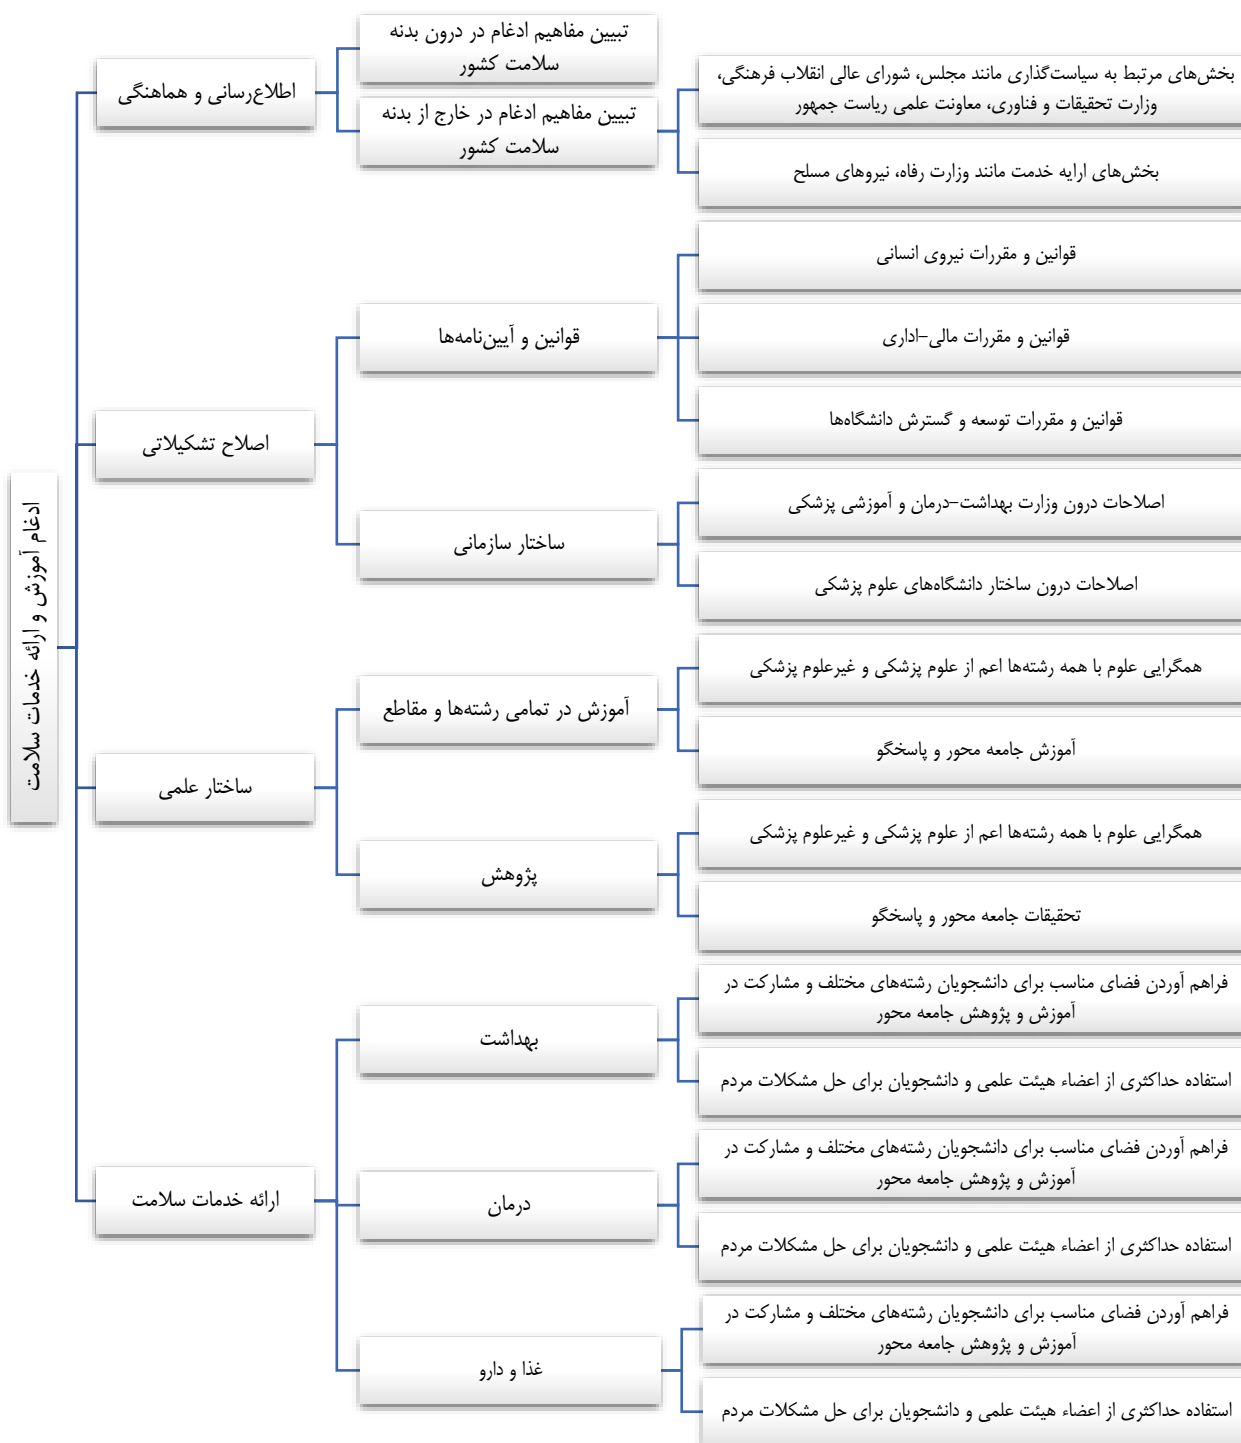 ادغام آموزش و ارائه خدمات سلامت
اطلاع‌رسانی و هماهنگی
تبیین مفاهیم ادغام در درون بدنه
سلامت کشور
تبیین مفاهیم ادغام در خارج از بدنه
سلامت کشور
بخش‌های مرتبط به سیاست‌گذاری مانند مجلس، شورای عالی انقلاب فرهنگی،
وزارت تحقیقات و فناوری، معاونت علمی ریاست جمهور
بخش‌های ارایه خدمت مانند وزارت رفاه، نیروهای مسلح
اصلاح تشکیلاتی
قوانین و آیین‌نامه‌ها
قوانین و مقررات نیروی انسانی
قوانین و مقررات مالی-اداری
قوانین و مقررات توسعه و گسترش دانشگاه‌ها
ساختار سازمانی
اصلاحات درون وزارت بهداشت-درمان و آموزشی پزشکی
اصلاحات درون ساختار دانشگاه‌های علوم پزشکی
ساختار علمی
آموزش در تمامی رشته‌ها و مقاطع
همگرایی علوم با همه رشته‌ها اعم از علوم پزشکی و غیرعلوم پزشکی
آموزش جامعه محور و پاسخگو
پژوهش
همگرایی علوم با همه رشته‌ها اعم از علوم پزشکی و غیرعلوم پزشکی
تحقیقات جامعه محور و پاسخگو
ارائه خدمات سلامت
بهداشت
فراهم آوردن فضای مناسب برای دانشجویان رشته‌های مختلف و مشارکت در
آموزش و پژوهش جامعه محور
استفاده حداکثری از اعضاء هیئت علمی و دانشجویان برای حل مشکلات مردم
درمان
فراهم آوردن فضای مناسب برای دانشجویان رشته‌های مختلف و مشارکت در
آموزش و پژوهش جامعه محور
استفاده حداکثری از اعضاء هیئت علمی و دانشجویان برای حل مشکلات مردم
غذا و دارو
فراهم آوردن فضای مناسب برای دانشجویان رشته‌های مختلف و مشارکت در
آموزش و پژوهش جامعه محور
استفاده حداکثری از اعضاء هیئت علمی و دانشجویان برای حل مشکلات مردم